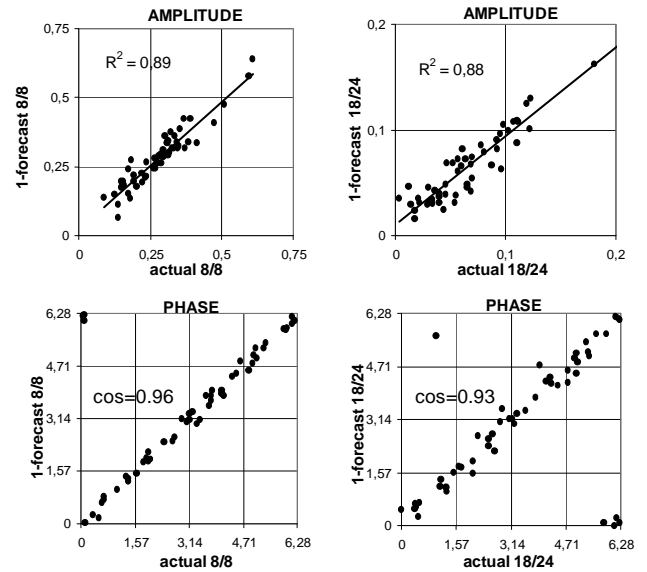 AMPLITUDE
0,75
0,5
0,25
0
R² = 0,89
1-forecast 8/8
0 0,25 0,5 0,75
actual 8/8
AMPLITUDE
0,2
0,1
0
R² = 0,88
1-forecast 18/24
0 0,1 0,2
actual 18/24
PHASE
6,28
4,71
3,14
1,57
0
cos=0.96
1-forecast 8/8
0 1,57 3,14 4,71 6,28
actual 8/8
PHASE
6,28
4,71
3,14
1,57
0
cos=0.93
1-forecast 18/24
0 1,57 3,14 4,71 6,28
actual 18/24